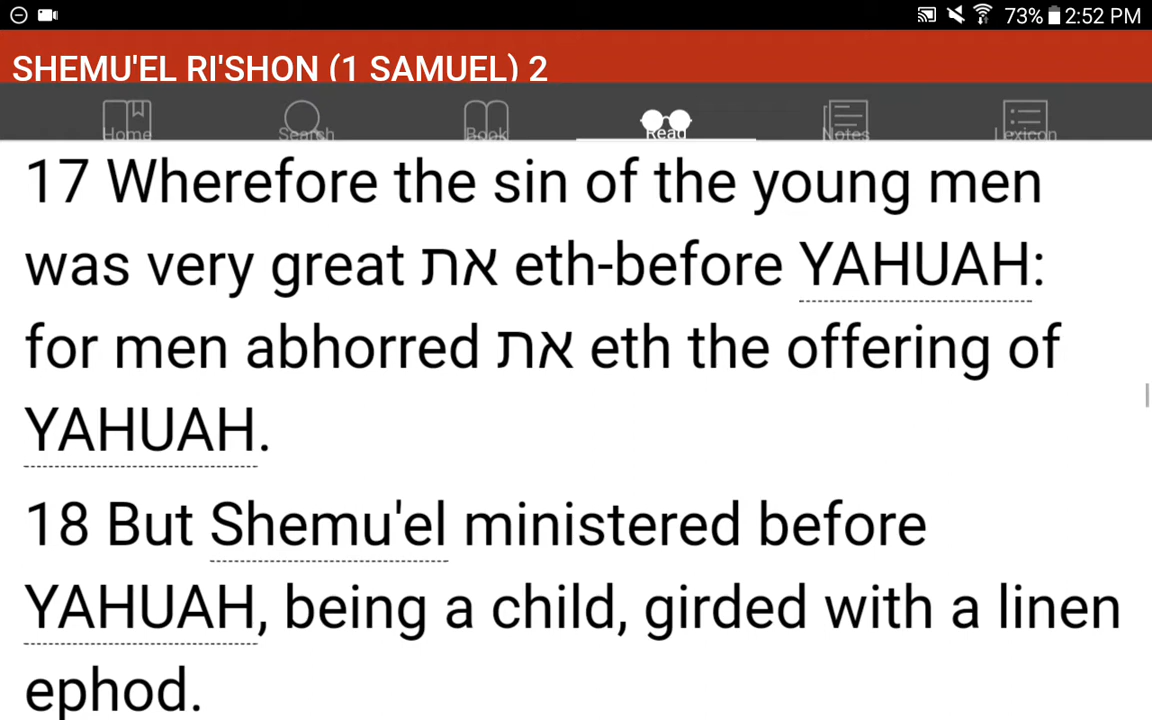 73% 2:52 PM
SHEMU'EL RI'SHON (1 SAMUEL) 2
Home Search Book Read Notes Lexicon
17 Wherefore the sin of the young men
was very great את eth-before YAHUAH:
for men abhorred את eth the offering of
YAHUAH.
18 But Shemu'el ministered before
YAHUAH, being a child, girded with a linen
ephod.